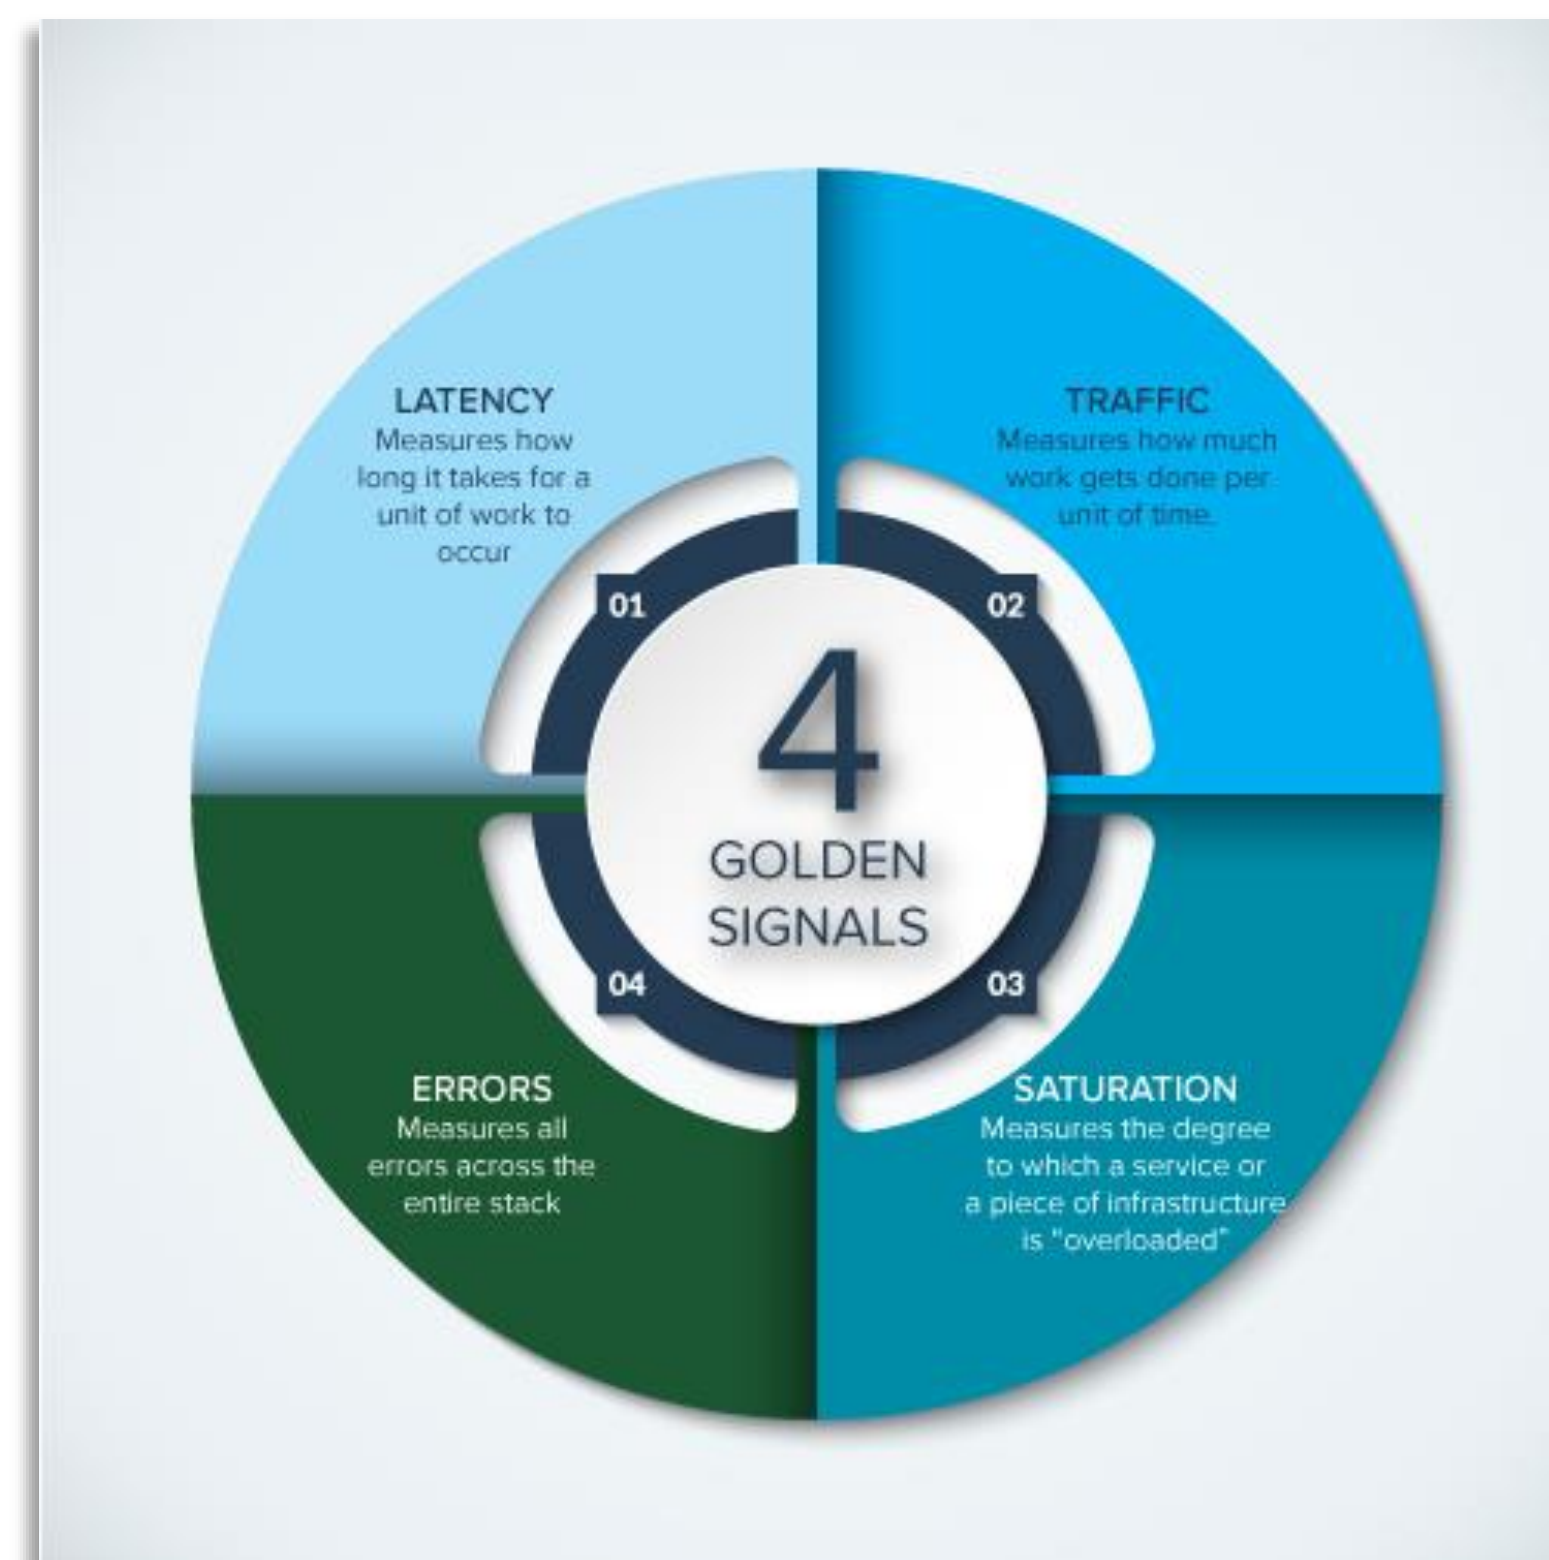 LATENCY
Measures how
long it takes for a
unit of work to
occur
TRAFFIC
Measures how much
work gets done per
unit of time.
01
02
4
GOLDEN
SIGNALS
04
03
ERRORS
Measures all
errors across the
entire stack
SATURATION
Measures the degree
to which a service or
a piece of infrastructure
is "overloaded"